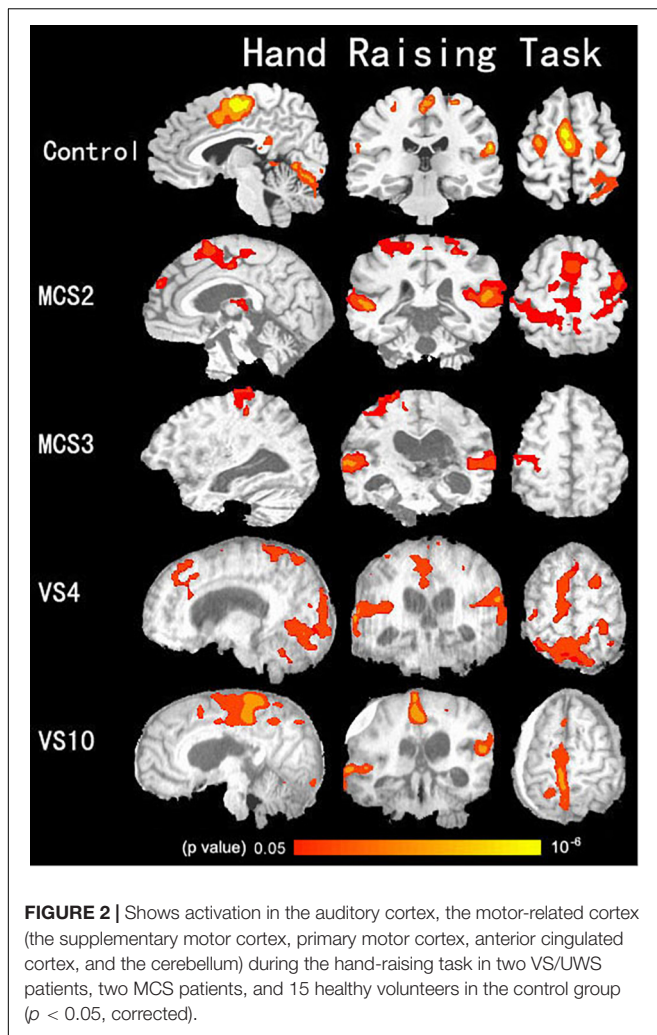 Hand Raising Task
Control
MCS2
MCS3
VS4
VS10
(p value) 0.05 10-6
FIGURE 2 | Shows activation in the auditory cortex, the motor-related cortex
(the supplementary motor cortex, primary motor cortex, anterior cingulated
cortex, and the cerebellum) during the hand-raising task in two VS/UWS
patients, two MCS patients, and 15 healthy volunteers in the control group
(p < 0.05, corrected).